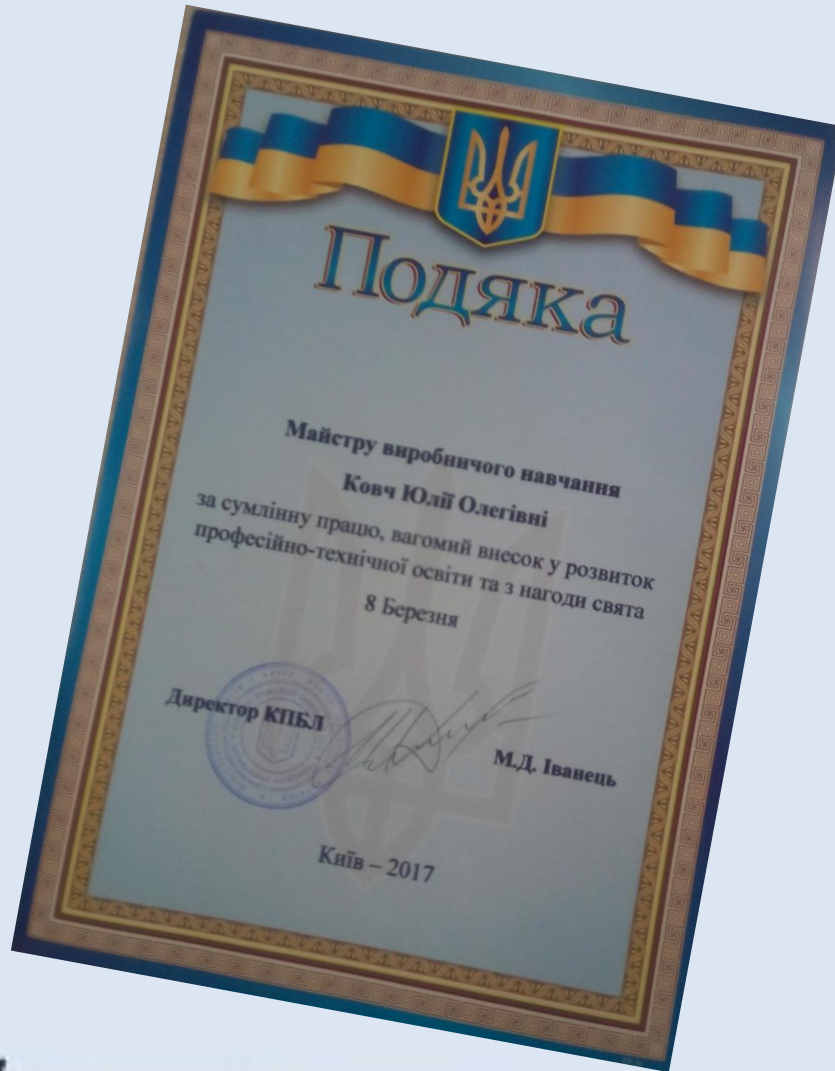 Подяка
Майстру виробничого навчання
Ковч Юлії Олегівні
за сумлінну працю, вагомий внесок у розвиток
професійно-технічної освіти та з нагоди свята
8 Березня
Директор КПБЛ
М.Д. Іванець
Київ – 2017